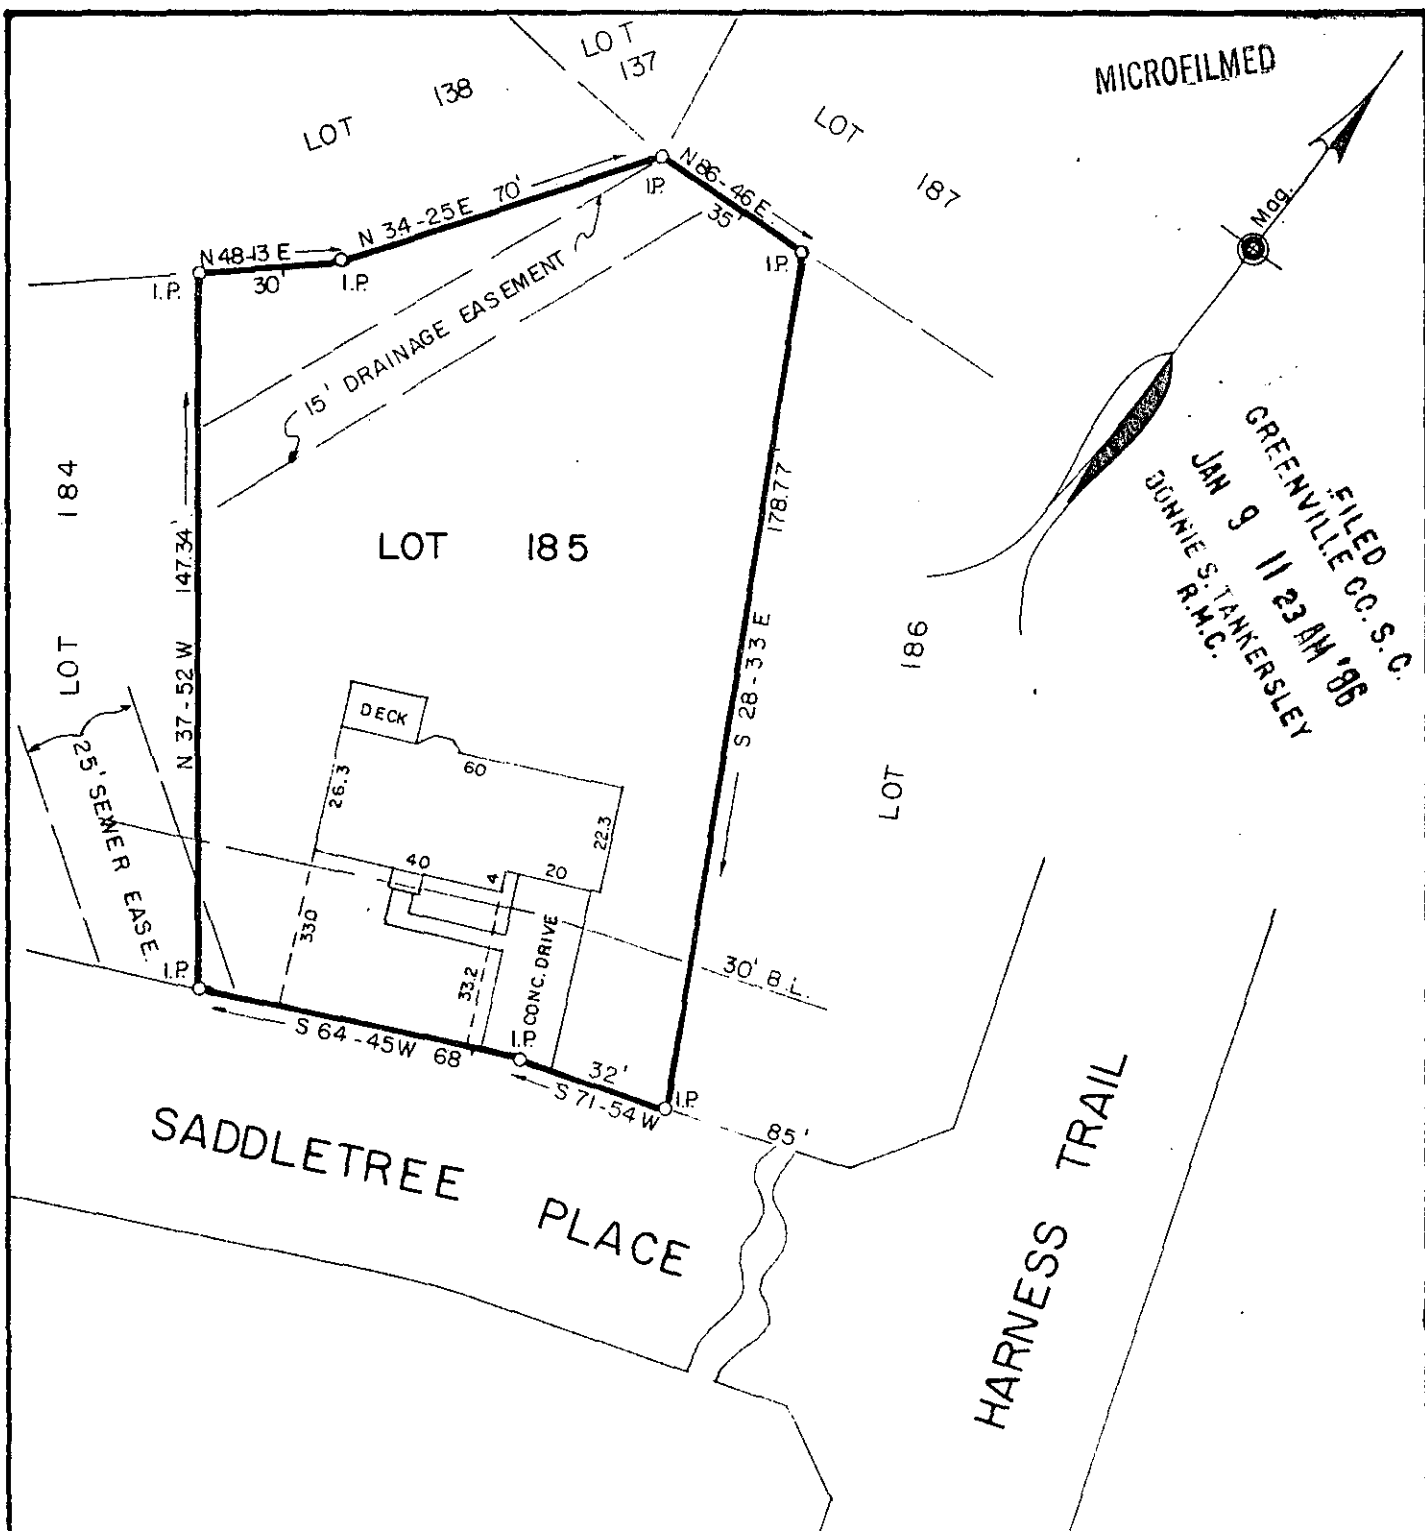 LOT 137
LOT 138
LOT 187
MICROFILMED
Mag.
N 86-46 E
35'
I.P.
I.P.
N 34-25 E 70'
N 48-13 E
30'
I.P.
I.P.
15' DRAINAGE EASEMENT
FILED
GREENVILLE CO. S. C.
JAN 9 11 23 AM '86
DONNIE S. TANKERSLEY
R.M.C.
LOT 184
N 37-52 W 147.34'
LOT 185
S 28-33 E 178.77'
LOT 186
25' SEWER EASE.
DECK
60
26.3
22.3
40
4
20
33.0
33.2
CONC. DRIVE
30' B.L.
I.P.
I.P.
S 64-45 W 68
32'
S 71-54 W
I.P.
85'
SADDLETREE PLACE
HARNESS TRAIL